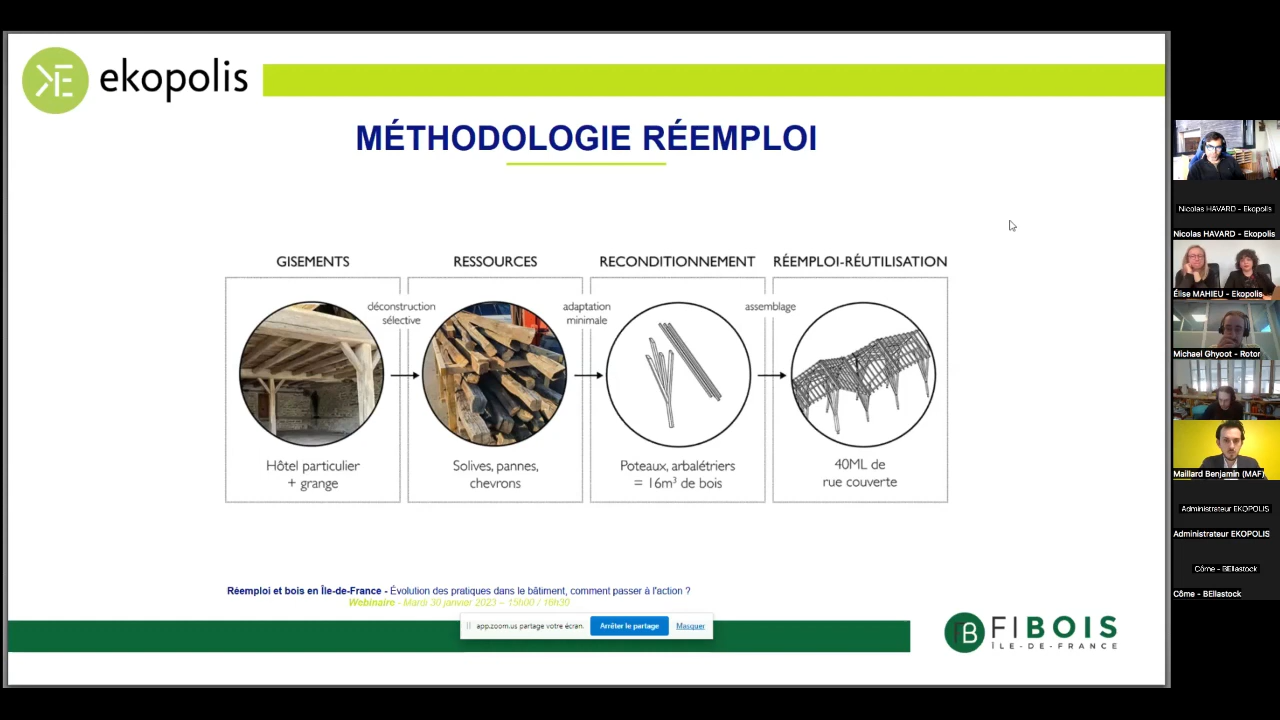 ekopolis
MÉTHODOLOGIE RÉEMPLOI
GISEMENTS
RESSOURCES
RECONDITIONNEMENT
RÉEMPLOI-RÉUTILISATION
déconstruction
sélective
adaptation
minimale
assemblage
Hôtel particulier
+ grange
Solives, pannes,
chevrons
Poteaux, arbalétriers
= 16m³ de bois
40ML de
rue couverte
Réemploi et bois en Île-de-France - Évolution des pratiques dans le bâtiment, comment passer à l'action ?
Webinaire - Mardi 30 janvier 2023 – 15h00 / 16h30
app.zoom.us partage votre écran.
Arrêter le partage
Masquer
FIBOIS
ÎLE-DE-FRANCE
Nicolas HAVARD - Ekopolis
Nicolas HAVARD - Ekopolis
Élise MAHIEU - Ekopolis
Michael Ghyoot - Rotor
Maillard Benjamin (MAF)
Administrateur EKOPOLIS
Administrateur EKOPOLIS
Côme - BEllastock
Côme - BEllastock